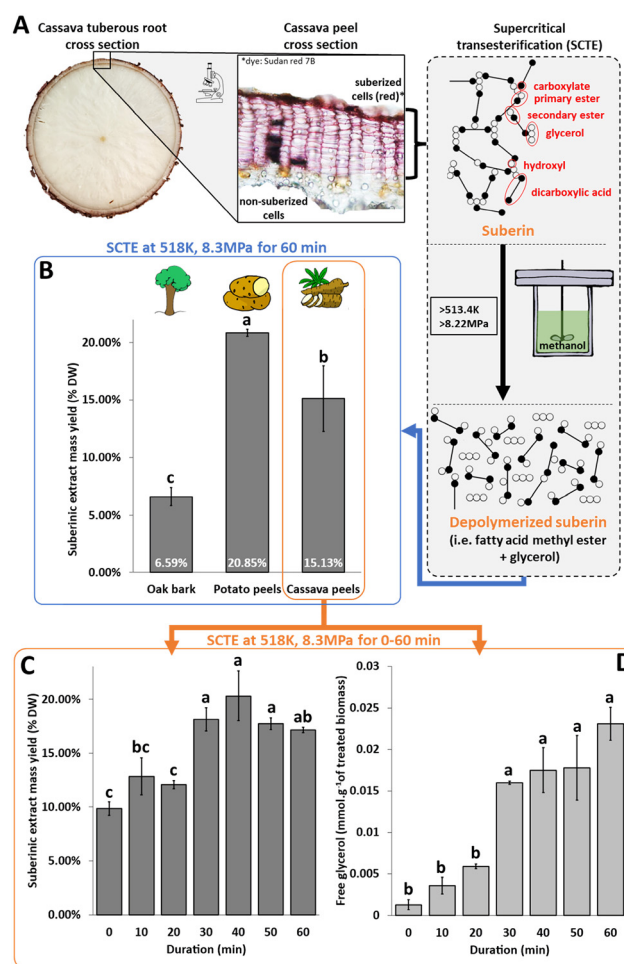 A
Cassava tuberous root
cross section
Cassava peel
cross section
*dye: Sudan red 7B
suberized
cells (red)*
non-suberized
cells
Supercritical
transesterification (SCTE)
carboxylate
primary ester
secondary ester
glycerol
hydroxyl
dicarboxylic acid
Suberin
>513.4K
>8.22MPa
methanol
Depolymerized suberin
(i.e. fatty acid methyl ester
+ glycerol)
SCTE at 518K, 8.3MPa for 60 min
B
Suberinic extract mass yield (% DW)
20.00%
15.00%
10.00%
5.00%
0.00%
c
a
b
6.59%
20.85%
15.13%
Oak bark
Potato peels
Cassava peels
SCTE at 518K, 8.3MPa for 0-60 min
C
Suberinic extract mass yield (% DW)
20.00%
15.00%
10.00%
5.00%
0.00%
c
bc
c
a
a
a
ab
0 10 20 30 40 50 60
Duration (min)
D
Free glycerol (mmol.g⁻¹of treated biomass)
0.03
0.025
0.02
0.015
0.01
0.005
0
b
b
b
a
a
a
a
0 10 20 30 40 50 60
Duration (min)